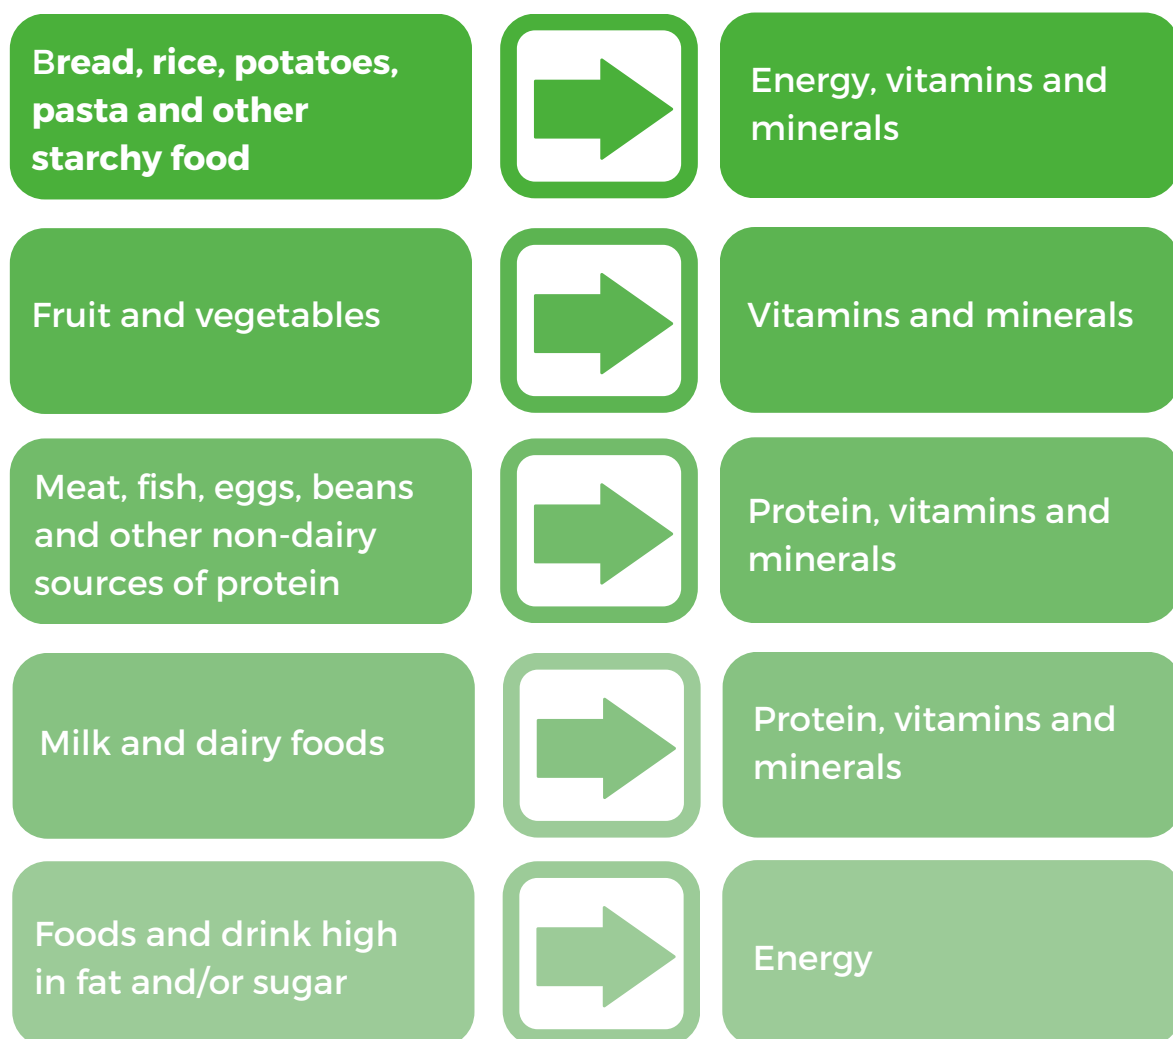 Bread, rice, potatoes,
pasta and other
starchy food
Energy, vitamins and
minerals
Fruit and vegetables
Vitamins and minerals
Meat, fish, eggs, beans
and other non-dairy
sources of protein
Protein, vitamins and
minerals
Milk and dairy foods
Protein, vitamins and
minerals
Foods and drink high
in fat and/or sugar
Energy